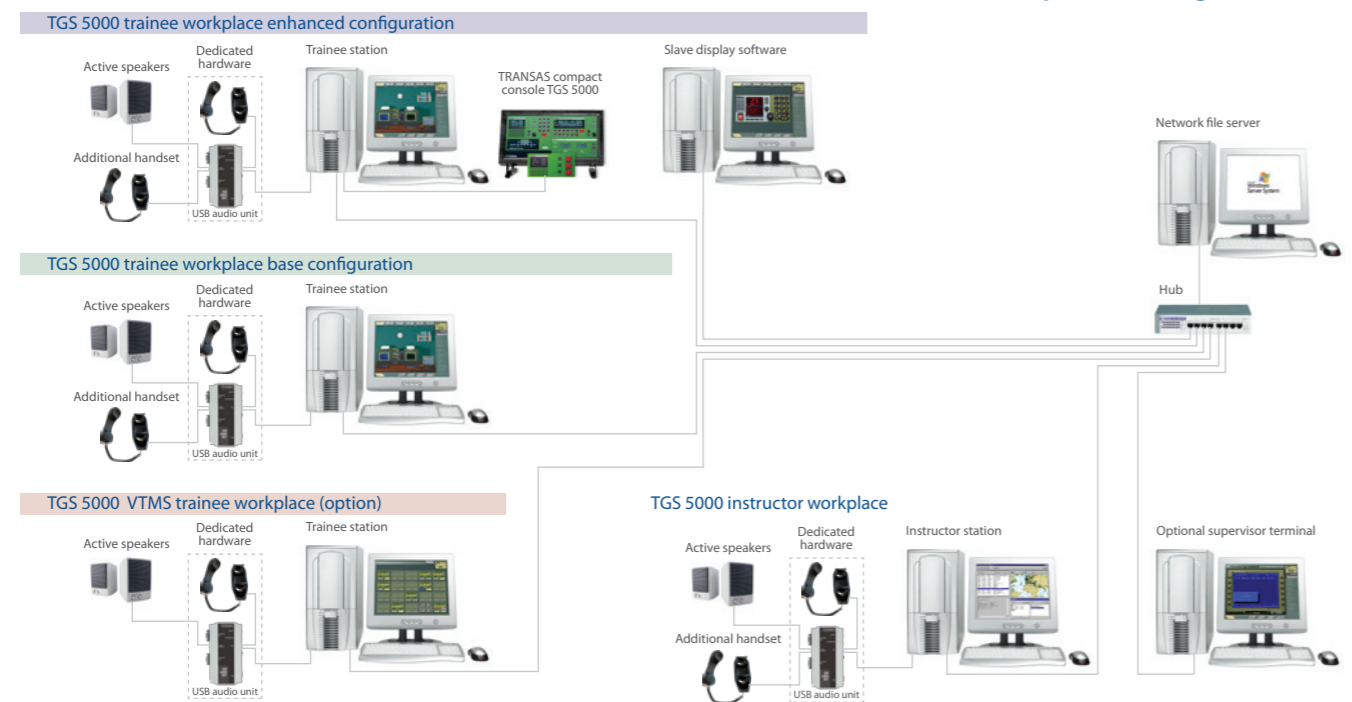 TGS 5000 trainee workplace enhanced configuration
Active speakers
Dedicated
hardware
Trainee station
TRANSAS compact
console TGS 5000
Slave display software
Additional handset
USB audio unit
Network file server
Windows
Server System
Hub
TGS 5000 trainee workplace base configuration
Active speakers
Dedicated
hardware
Trainee station
Additional handset
USB audio unit
TGS 5000 VTMS trainee workplace (option)
Active speakers
Dedicated
hardware
Trainee station
USB audio unit
TGS 5000 instructor workplace
Active speakers
Dedicated
hardware
Instructor station
Additional handset
USB audio unit
Optional supervisor terminal